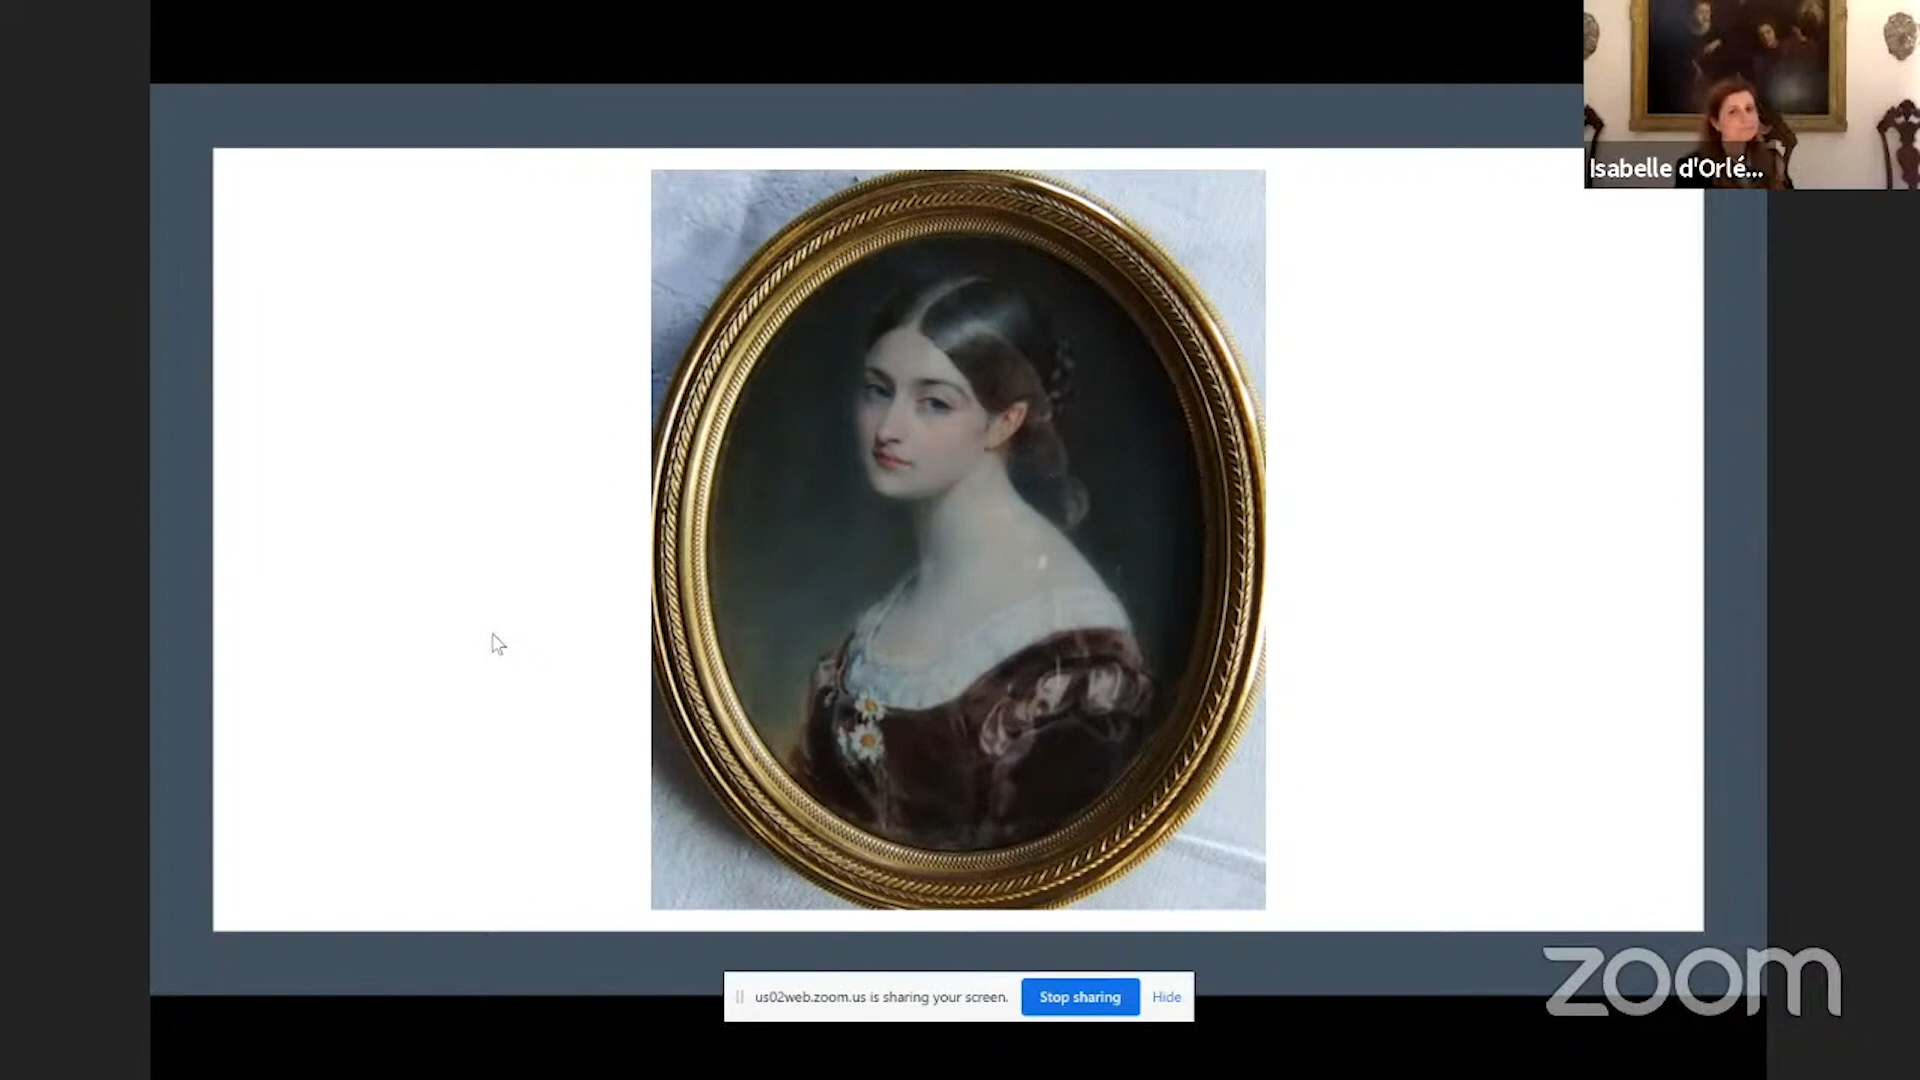 Isabelle d'Orlé...
us02web.zoom.us is sharing your screen.
Stop sharing
Hide
zoom